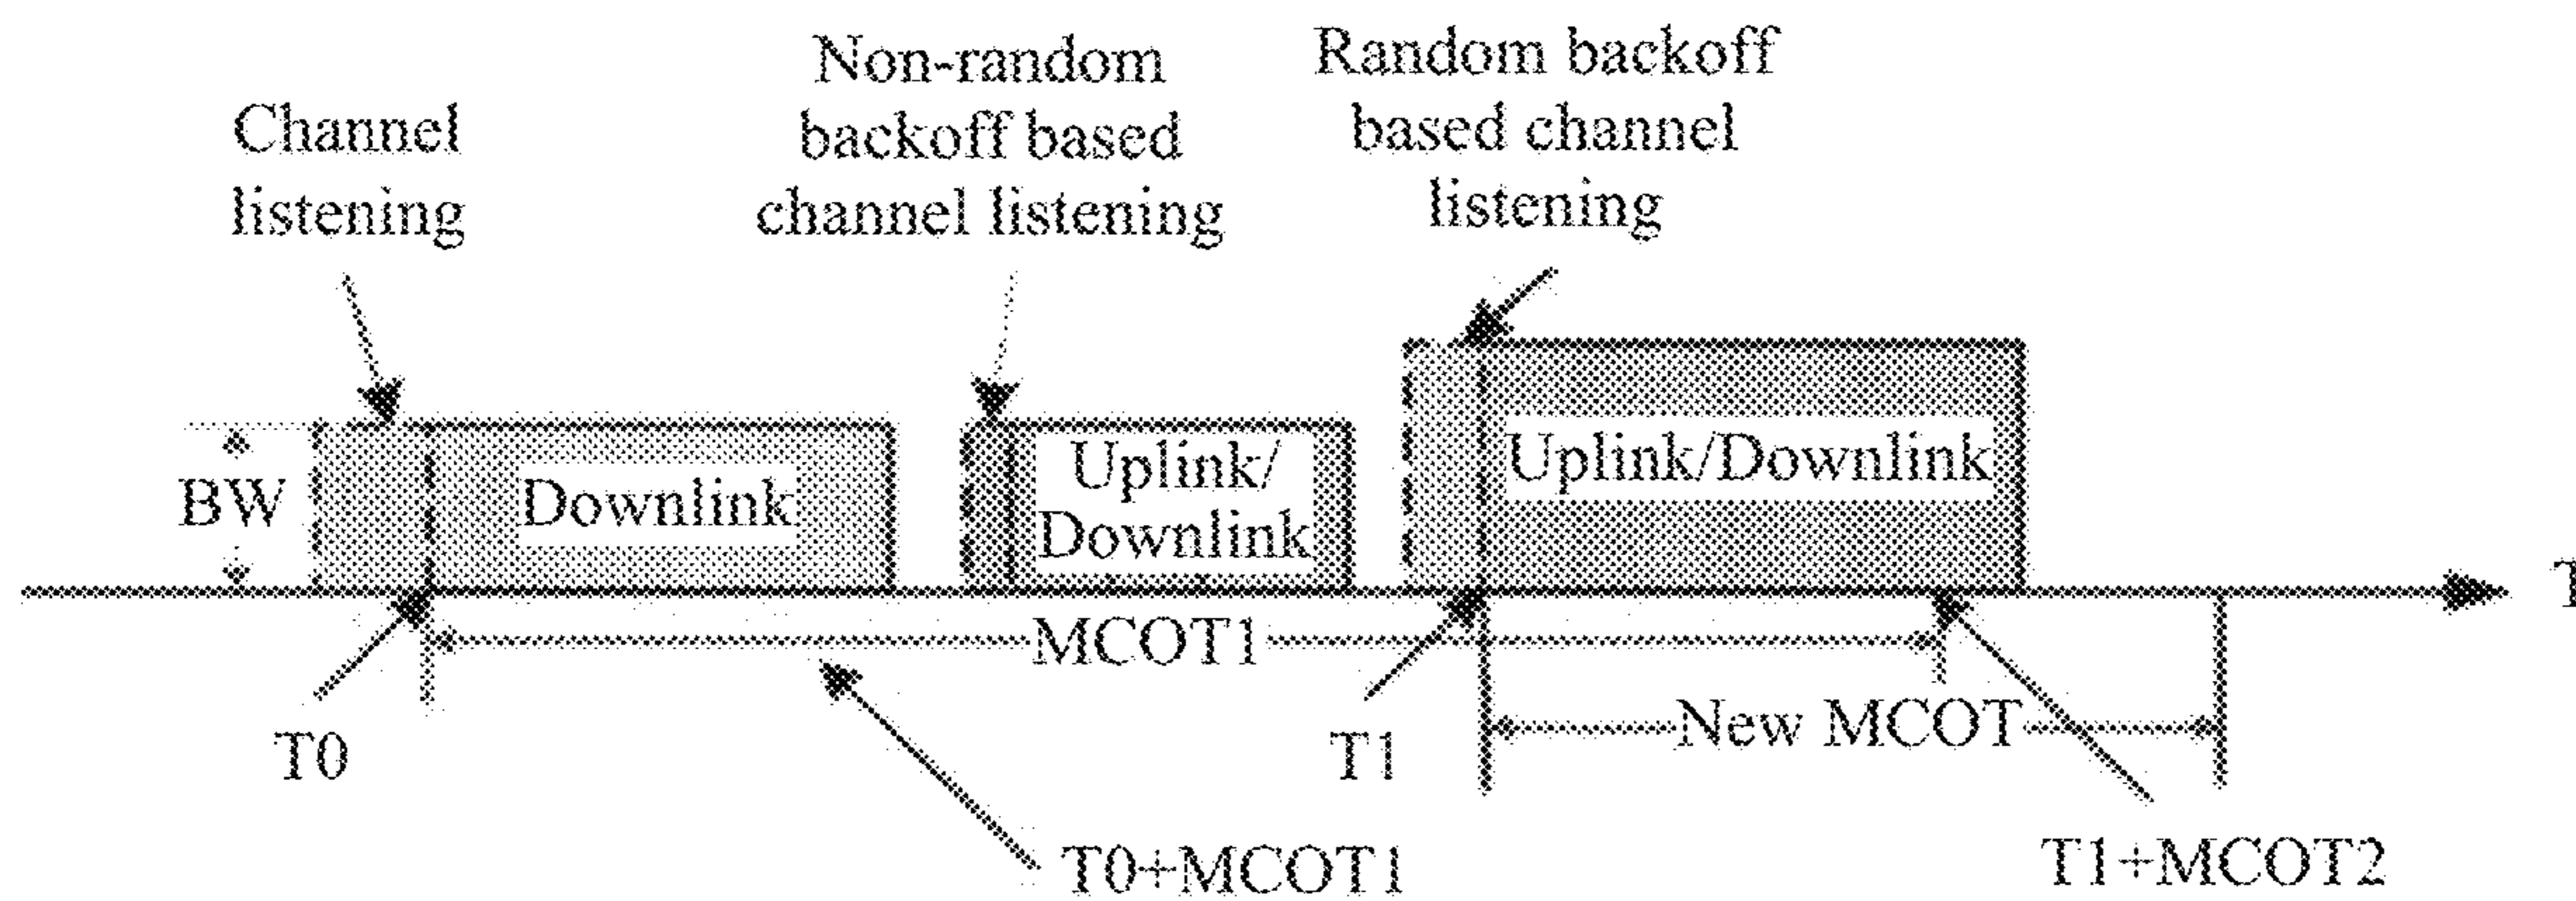 Channel
listening
Non-random
backoff based
channel listening
Random backoff
based channel
listening
BW
Downlink
Uplink/
Downlink
Uplink/Downlink
T
MCOT1
T0
T1
New MCOT
T0+MCOT1
T1+MCOT2